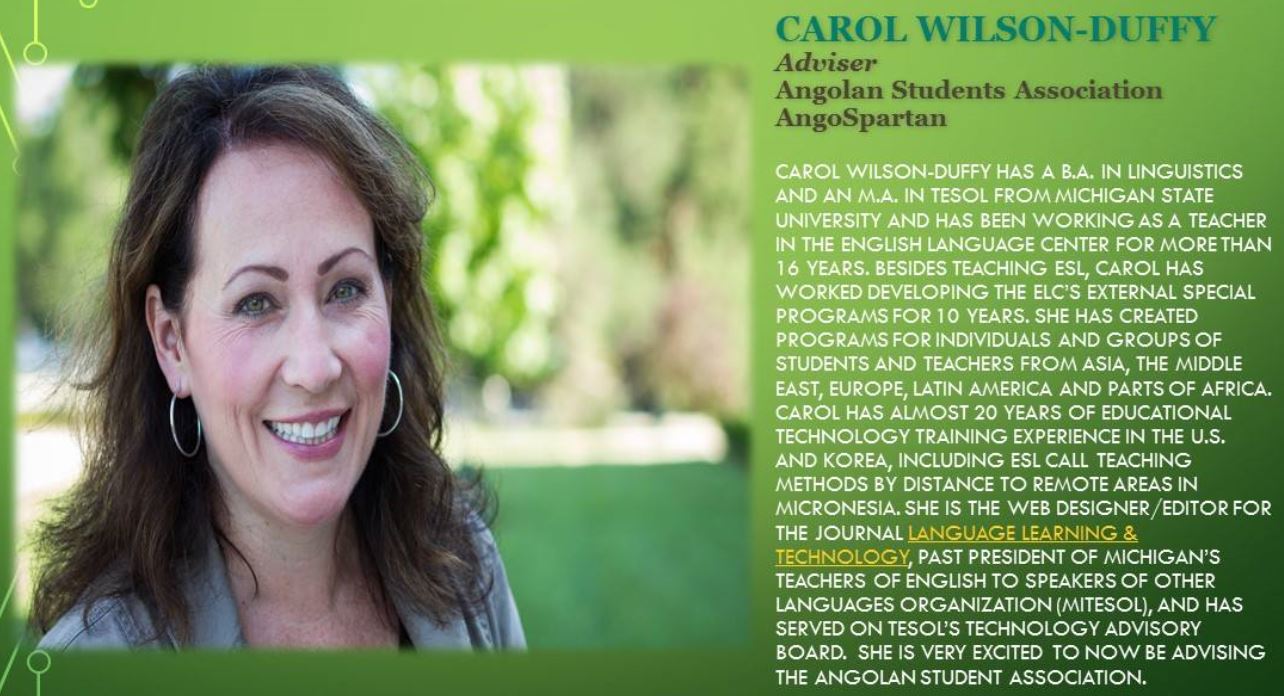 CAROL WILSON-DUFFY
Adviser
Angolan Students Association
AngoSpartan
CAROL WILSON-DUFFY HAS A B.A. IN LINGUISTICS
AND AN M.A. IN TESOL FROM MICHIGAN STATE
UNIVERSITY AND HAS BEEN WORKING AS A TEACHER
IN THE ENGLISH LANGUAGE CENTER FOR MORE THAN
16 YEARS. BESIDES TEACHING ESL, CAROL HAS
WORKED DEVELOPING THE ELC'S EXTERNAL SPECIAL
PROGRAMS FOR 10 YEARS. SHE HAS CREATED
PROGRAMS FOR INDIVIDUALS AND GROUPS OF
STUDENTS AND TEACHERS FROM ASIA, THE MIDDLE
EAST, EUROPE, LATIN AMERICA AND PARTS OF AFRICA.
CAROL HAS ALMOST 20 YEARS OF EDUCATIONAL
TECHNOLOGY TRAINING EXPERIENCE IN THE U.S.
AND KOREA, INCLUDING ESL CALL TEACHING
METHODS BY DISTANCE TO REMOTE AREAS IN
MICRONESIA. SHE IS THE WEB DESIGNER/EDITOR FOR
THE JOURNAL LANGUAGE LEARNING &
TECHNOLOGY, PAST PRESIDENT OF MICHIGAN'S
TEACHERS OF ENGLISH TO SPEAKERS OF OTHER
LANGUAGES ORGANIZATION (MITESOL), AND HAS
SERVED ON TESOL'S TECHNOLOGY ADVISORY
BOARD. SHE IS VERY EXCITED TO NOW BE ADVISING
THE ANGOLAN STUDENT ASSOCIATION.